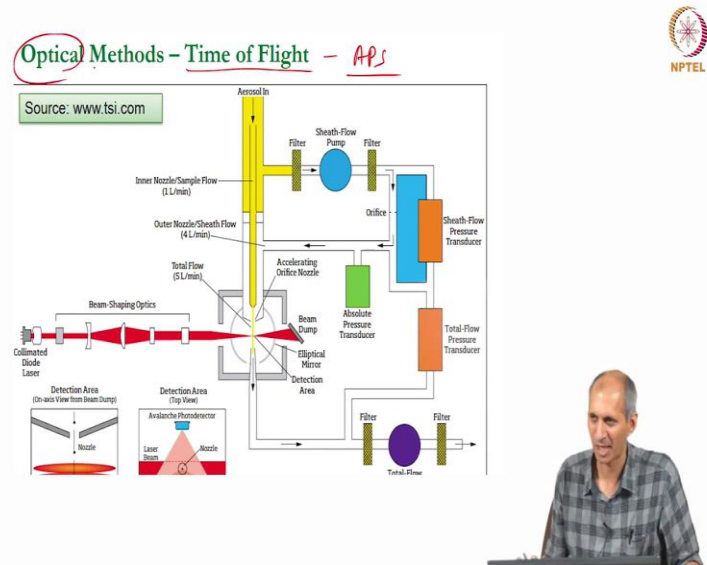 Optical Methods – Time of Flight – APS
NPTEL
Source: www.tsi.com
Aerosol In
Filter
Sheath-Flow
Pump
Filter
Inner Nozzle/Sample Flow
(1 L/min)
Orifice
Sheath-Flow
Pressure
Transducer
Outer Nozzle/Sheath Flow
(4 L/min)
Total Flow
(5 L/min)
Accelerating
Orifice Nozzle
Absolute
Pressure
Transducer
Total-Flow
Pressure
Transducer
Beam-Shaping Optics
Beam
Dump
Collimated
Diode
Laser
Elliptical
Mirror
Detection
Area
Detection Area
(On-axis View from Beam Dump)
Nozzle
Detection Area
(Top View)
Avalanche Photodetector
Laser
Beam
Nozzle
Filter
Filter
Total-Flow